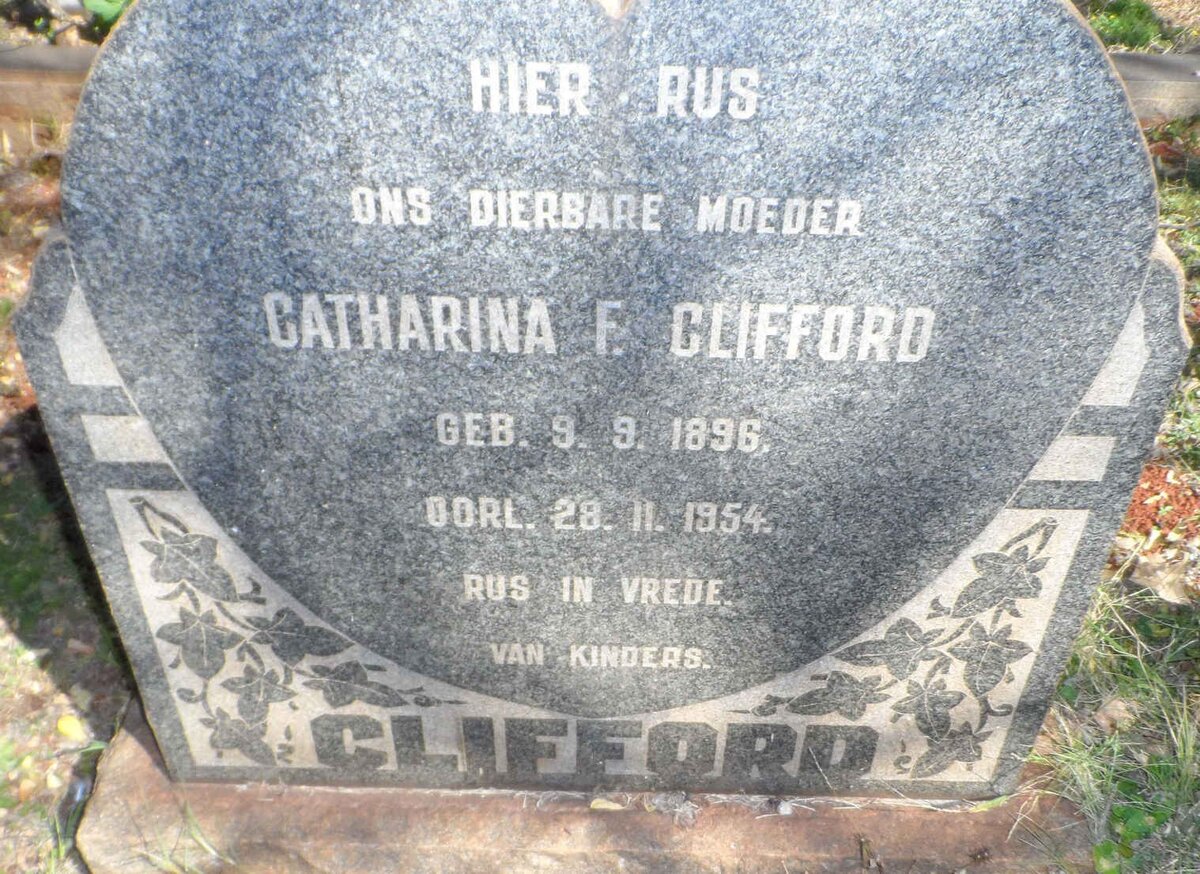 HIER RUS
ONS DIERBARE MOEDER
CATHARINA F. CLIFFORD
GEB. 9. 9. 1896,
OORL. 28. 11. 1954.
RUS IN VREDE.
VAN KINDERS.
CLIFFORD